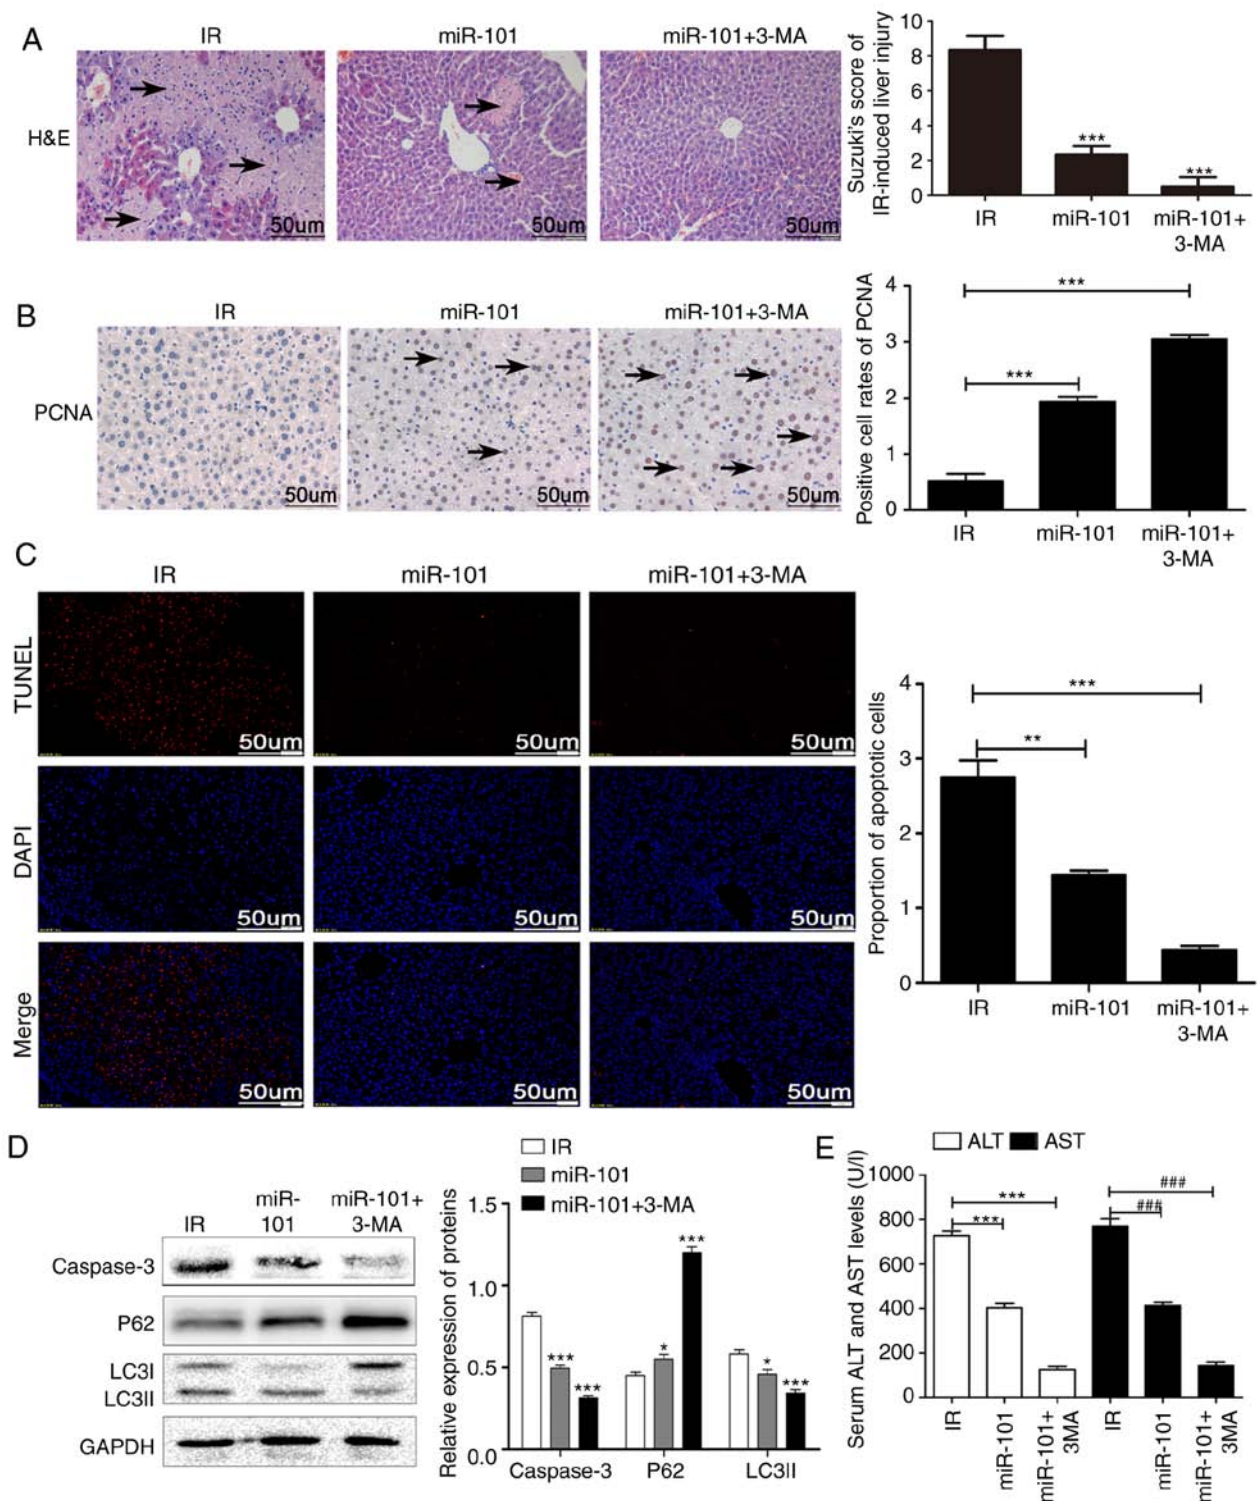 A
IR
miR-101
miR-101+3-MA
H&E
50um
50um
50um
Suzuki's score of
IR-induced liver injury
10
8
6
4
2
0
***
***
IR
miR-101
miR-101+
3-MA
B
IR
miR-101
miR-101+3-MA
PCNA
50um
50um
50um
Positive cell rates of PCNA
4
3
2
1
0
***
***
IR
miR-101
miR-101+
3-MA
C
IR
miR-101
miR-101+3-MA
TUNEL
50um
50um
50um
DAPI
50um
50um
50um
Merge
50um
50um
50um
Proportion of apoptotic cells
4
3
2
1
0
***
**
IR
miR-101
miR-101+
3-MA
D
IR
miR-
101
miR-101+
3-MA
Caspase-3
P62
LC3I
LC3II
GAPDH
IR
miR-101
miR-101+3-MA
Relative expression of proteins
1.5
1.0
0.5
0.0
***
***
*
***
*
***
Caspase-3
P62
LC3II
E
ALT
AST
Serum ALT and AST levels (U/l)
1000
800
600
400
200
0
***
***
###
###
IR
miR-101
miR-101+
3MA
IR
miR-101
miR-101+
3MA